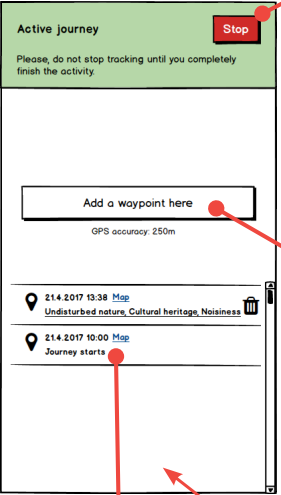 Active journey
Stop
Please, do not stop tracking until you completely
finish the activity.
Add a waypoint here
GPS accuracy: 250m
21.4.2017 13:38 Map
Undisturbed nature, Cultural heritage, Noisiness
21.4.2017 10:00 Map
Journey starts